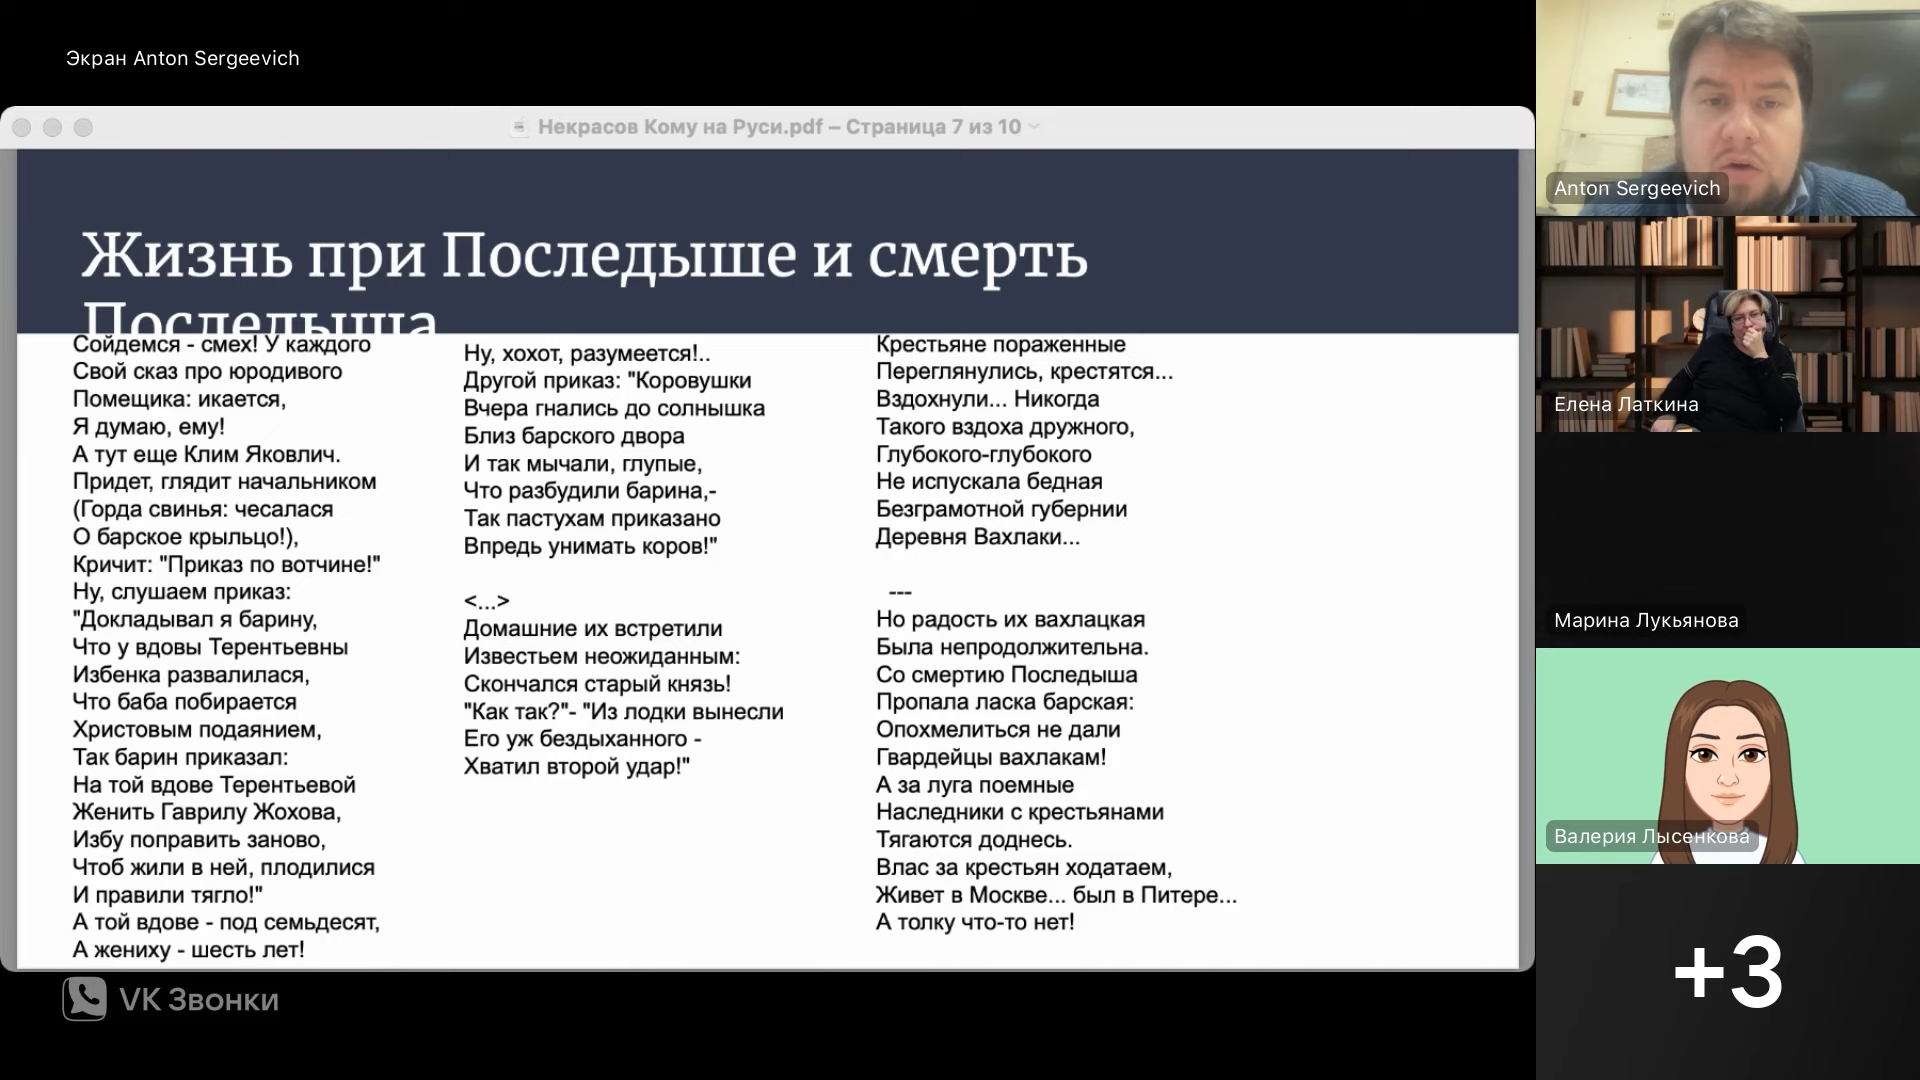 Экран Anton Sergeevich
Некрасов Кому на Руси.pdf – Страница 7 из 10
Жизнь при Последыше и смерть
Последыша
Сойдемся - смех! У каждого
Свой сказ про юродивого
Помещика: икается,
Я думаю, ему!
А тут еще Клим Яковлич.
Придет, глядит начальником
(Горда свинья: чесалася
О барское крыльцо!),
Кричит: "Приказ по вотчине!"
Ну, слушаем приказ:
"Докладывал я барину,
Что у вдовы Терентьевны
Избенка развалилася,
Что баба побирается
Христовым подаянием,
Так барин приказал:
На той вдове Терентьевой
Женить Гаврилу Жохова,
Избу поправить заново,
Чтоб жили в ней, плодилися
И правили тягло!"
А той вдове - под семьдесят,
А жениху - шесть лет!
Ну, хохот, разумеется!..
Другой приказ: "Коровушки
Вчера гнались до солнышка
Близ барского двора
И так мычали, глупые,
Что разбудили барина,-
Так пастухам приказано
Впредь унимать коров!"
<...>
Домашние их встретили
Известьем неожиданным:
Скончался старый князь!
"Как так?"- "Из лодки вынесли
Его уж бездыханного -
Хватил второй удар!"
Крестьяне пораженные
Переглянулись, крестятся...
Вздохнули... Никогда
Такого вздоха дружного,
Глубокого-глубокого
Не испускала бедная
Безграмотной губернии
Деревня Вахлаки...
---
Но радость их вахлацкая
Была непродолжительна.
Со смертию Последыша
Пропала ласка барская:
Опохмелиться не дали
Гвардейцы вахлакам!
А за луга поемные
Наследники с крестьянами
Тягаются доднесь.
Влас за крестьян ходатаем,
Живет в Москве... был в Питере...
А толку что-то нет!
VK Звонки
Anton Sergeevich
Елена Латкина
Марина Лукьянова
Валерия Лысенкова
+3